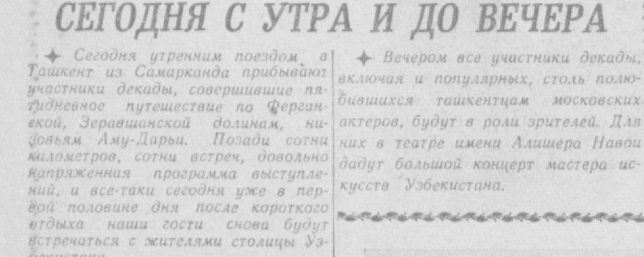 СЕГОДНЯ С УТРА И ДО ВЕЧЕРА
Сегодня утренним поездом в
Ташкент из Самарканда прибывают
участники декады, совершившие пя-
тидневное путешествие по Ферган-
ской, Зеравшанской долинам, ни-
зовьям Аму-Дарьи. Позади сотни
километров, сотни встреч, довольно
напряженная программа выступле-
ний, и все-таки сегодня уже в пер-
вой половине дня после короткого
отдыха наши гости снова будут
встречаться с жителями столицы Уз-
бекистана.
Вечером все участники декады,
включая и популярных, столь полю-
бившихся ташкентцам московских
актеров, будут в роли зрителей. Для
них в театре имени Алишера Навои
дадут большой концерт мастера ис-
кусств Узбекистана.